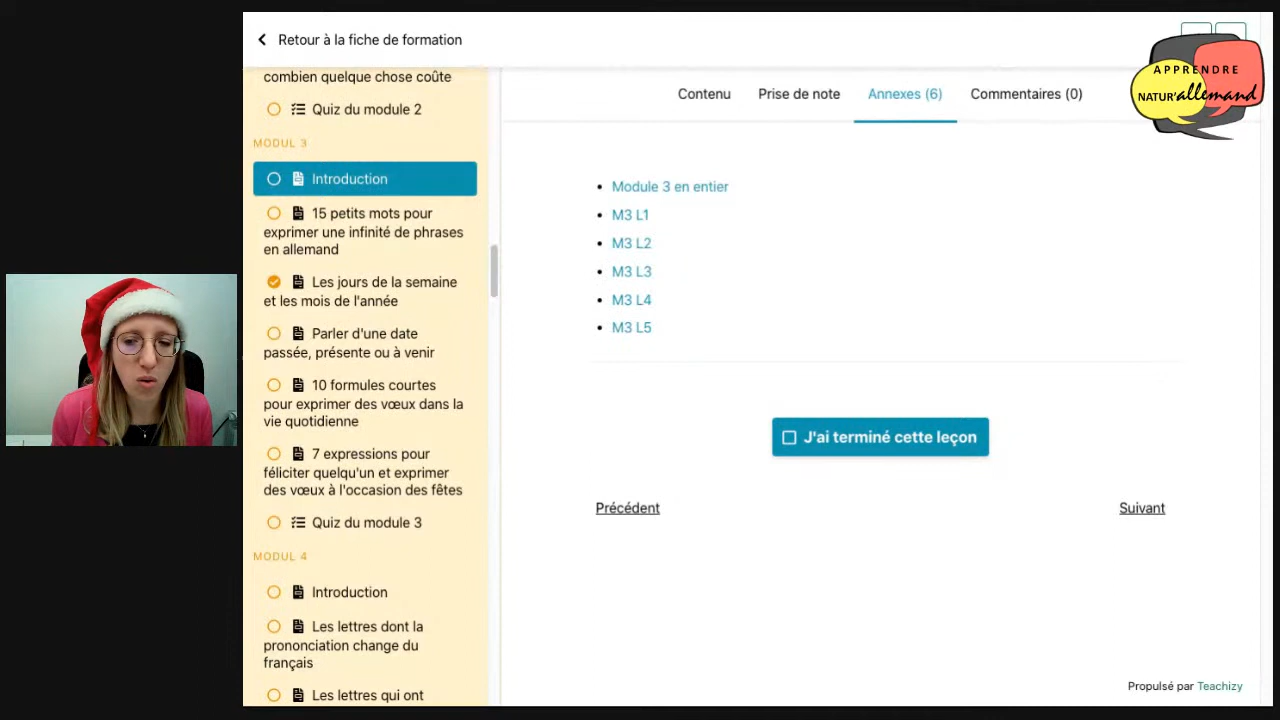 Retour à la fiche de formation
combien quelque chose coûte
Quiz du module 2
MODUL 3
Introduction
15 petits mots pour
exprimer une infinité de phrases
en allemand
Les jours de la semaine
et les mois de l'année
Parler d'une date
passée, présente ou à venir
10 formules courtes
pour exprimer des vœux dans la
vie quotidienne
7 expressions pour
féliciter quelqu'un et exprimer
des vœux à l'occasion des fêtes
Quiz du module 3
MODUL 4
Introduction
Les lettres dont la
prononciation change du
français
Les lettres qui ont
Contenu Prise de note Annexes (6) Commentaires (0)
APPRENDRE
NATUR'allemand
Module 3 en entier
M3 L1
M3 L2
M3 L3
M3 L4
M3 L5
J'ai terminé cette leçon
Précédent Suivant
Propulsé par Teachizy